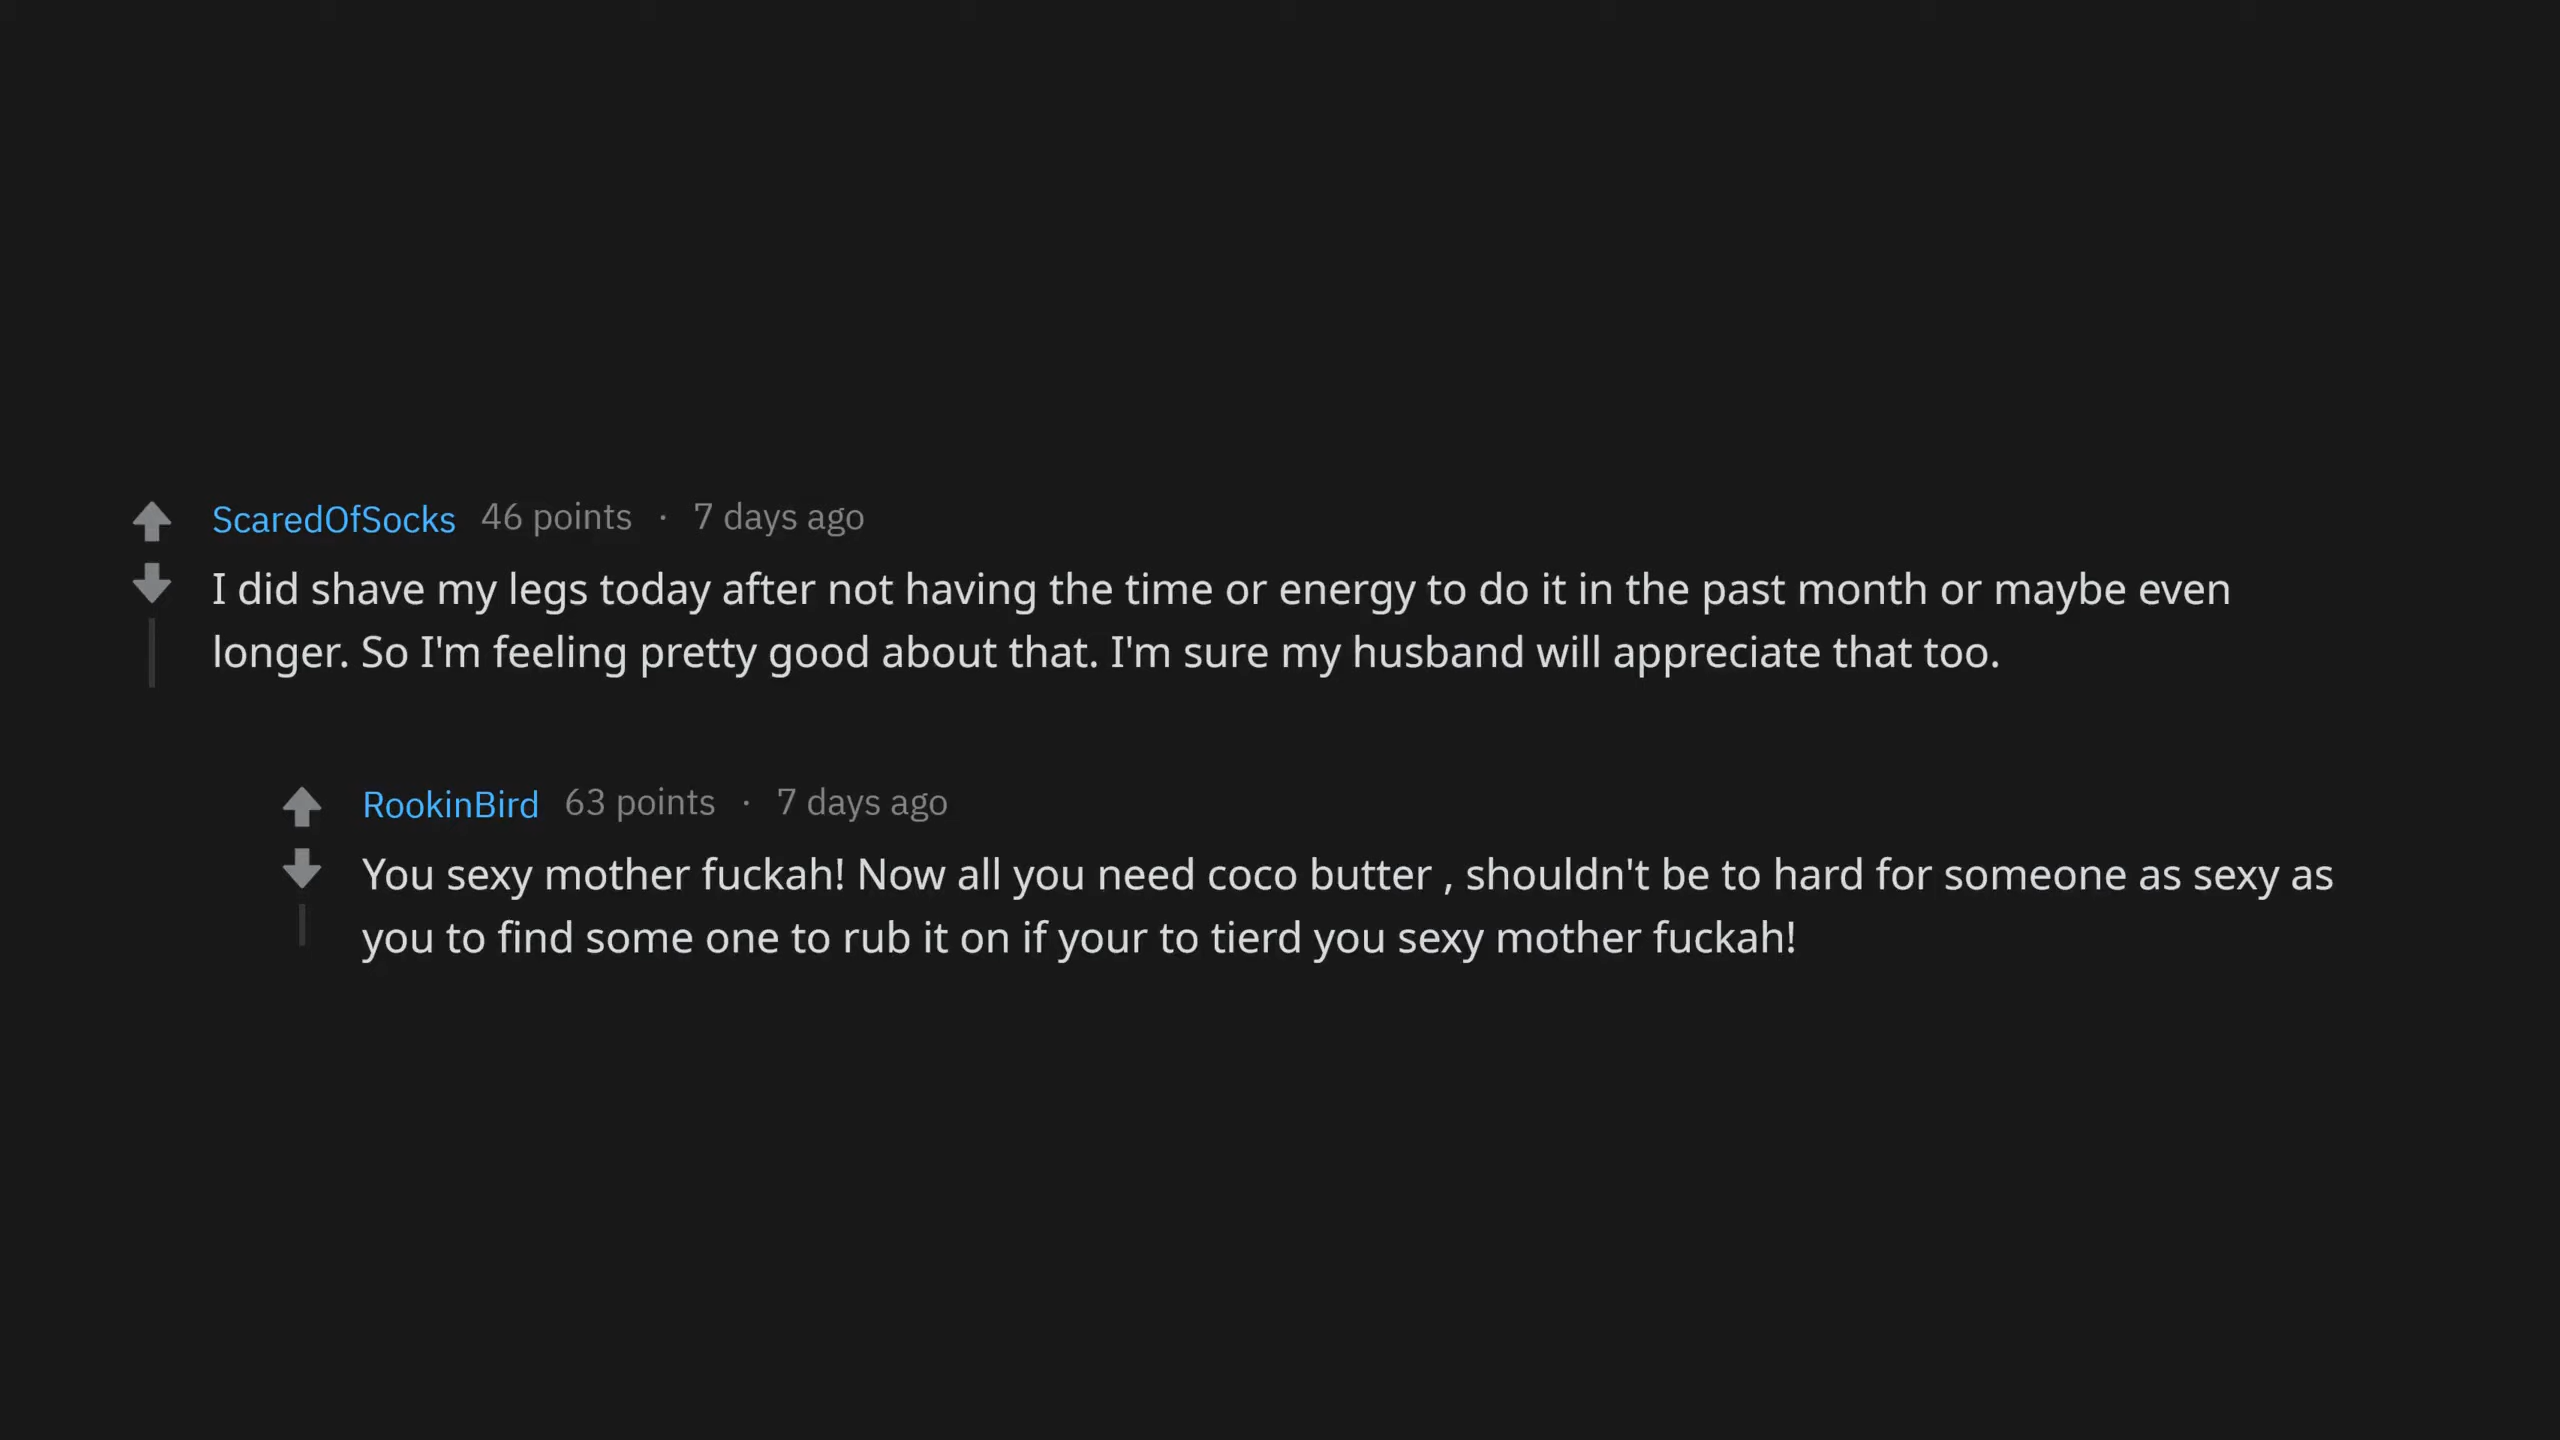 ScaredOfSocks 46 points · 7 days ago
I did shave my legs today after not having the time or energy to do it in the past month or maybe even
longer. So I'm feeling pretty good about that. I'm sure my husband will appreciate that too.
RookinBird 63 points · 7 days ago
You sexy mother fuckah! Now all you need coco butter , shouldn't be to hard for someone as sexy as
you to find some one to rub it on if your to tierd you sexy mother fuckah!